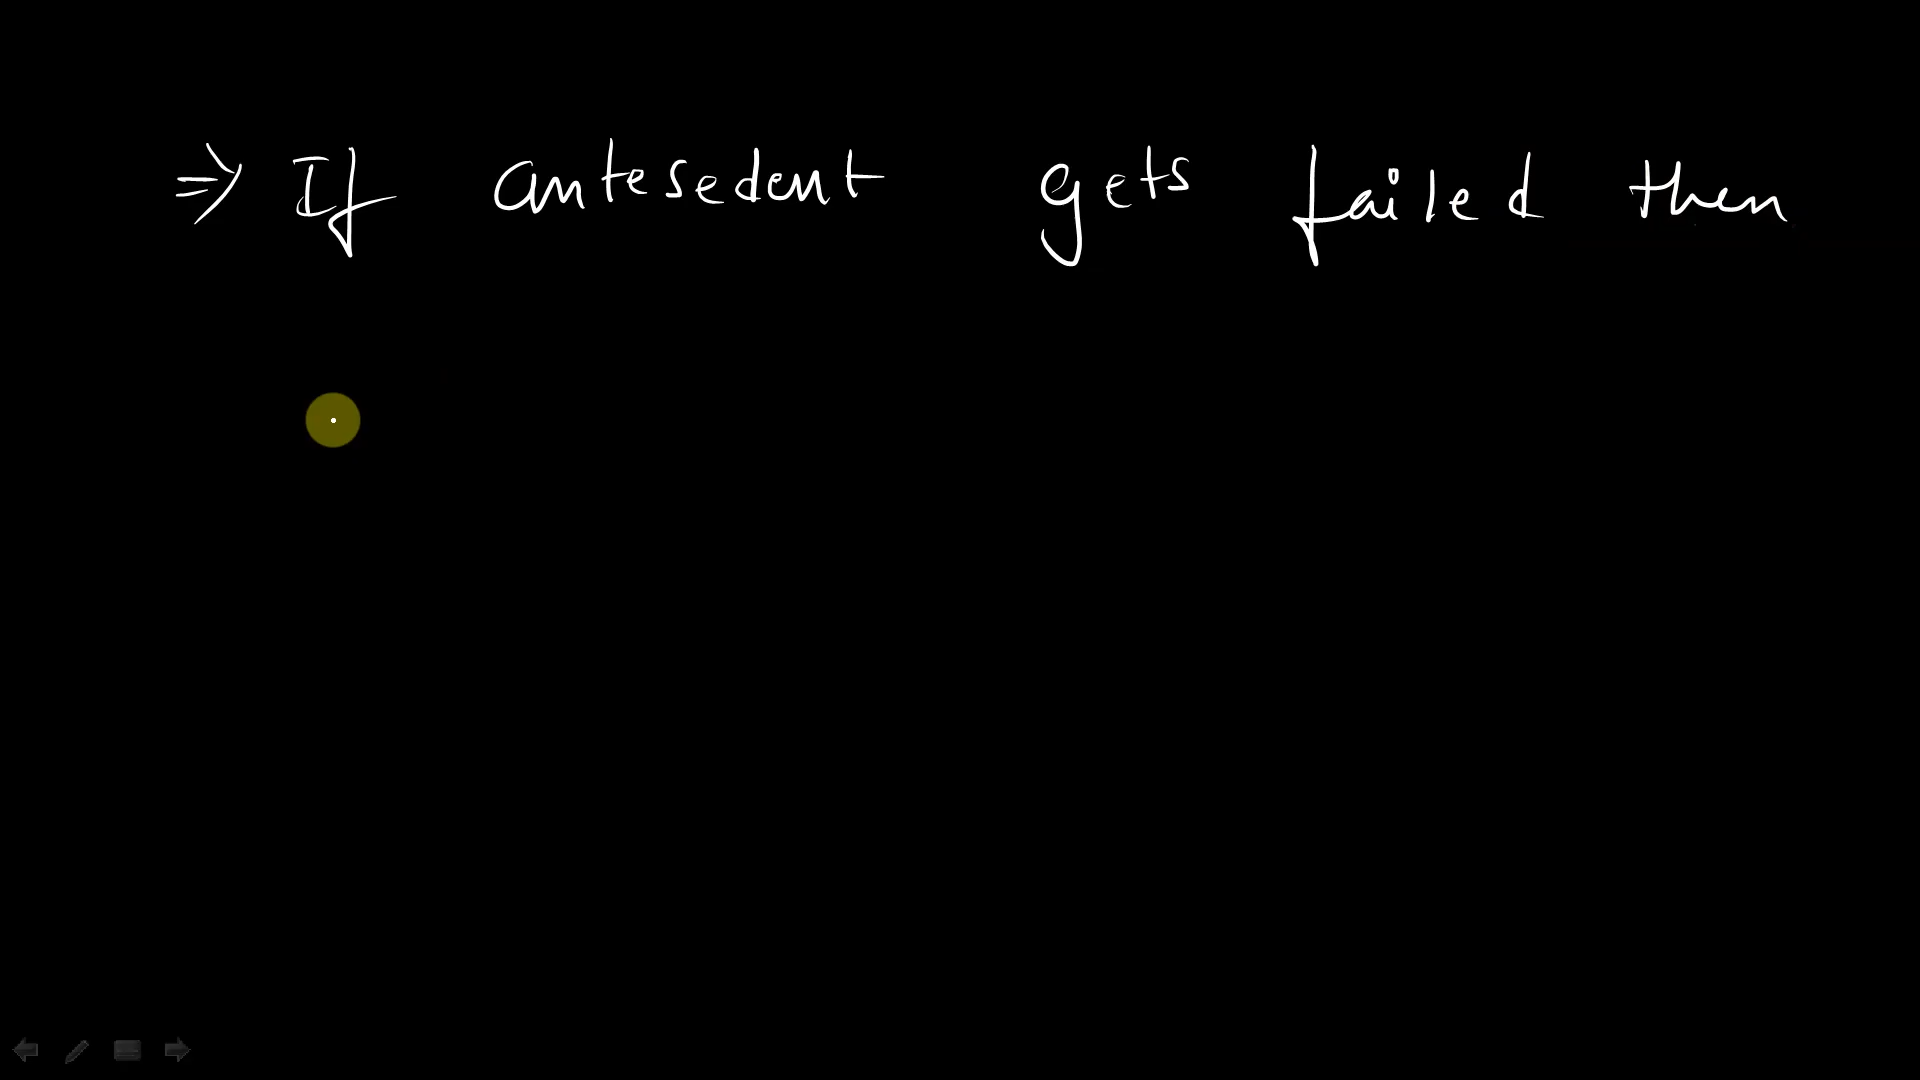 ⇒ If antesedent gets failed then